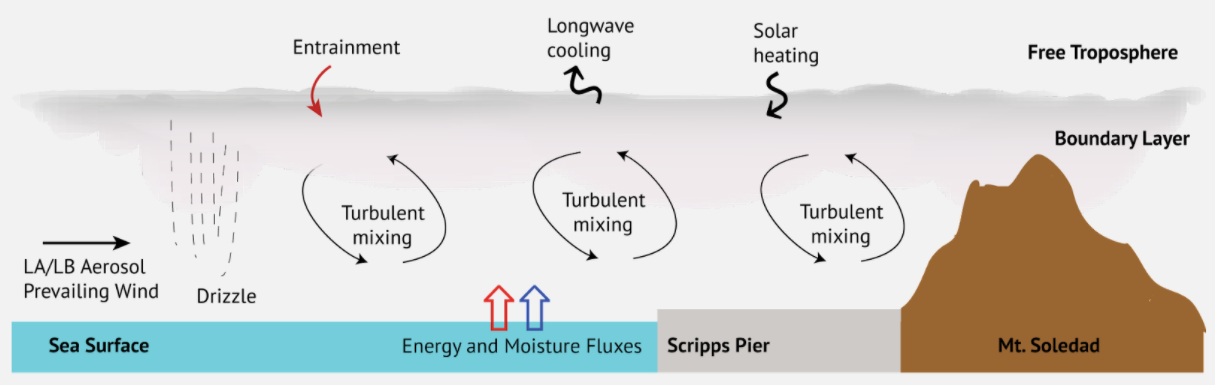 Entrainment
Longwave
cooling
Solar
heating
Free Troposphere
Boundary Layer
Turbulent
mixing
Turbulent
mixing
Turbulent
mixing
LA/LB Aerosol
Prevailing Wind
Drizzle
Sea Surface
Energy and Moisture Fluxes
Scripps Pier
Mt. Soledad